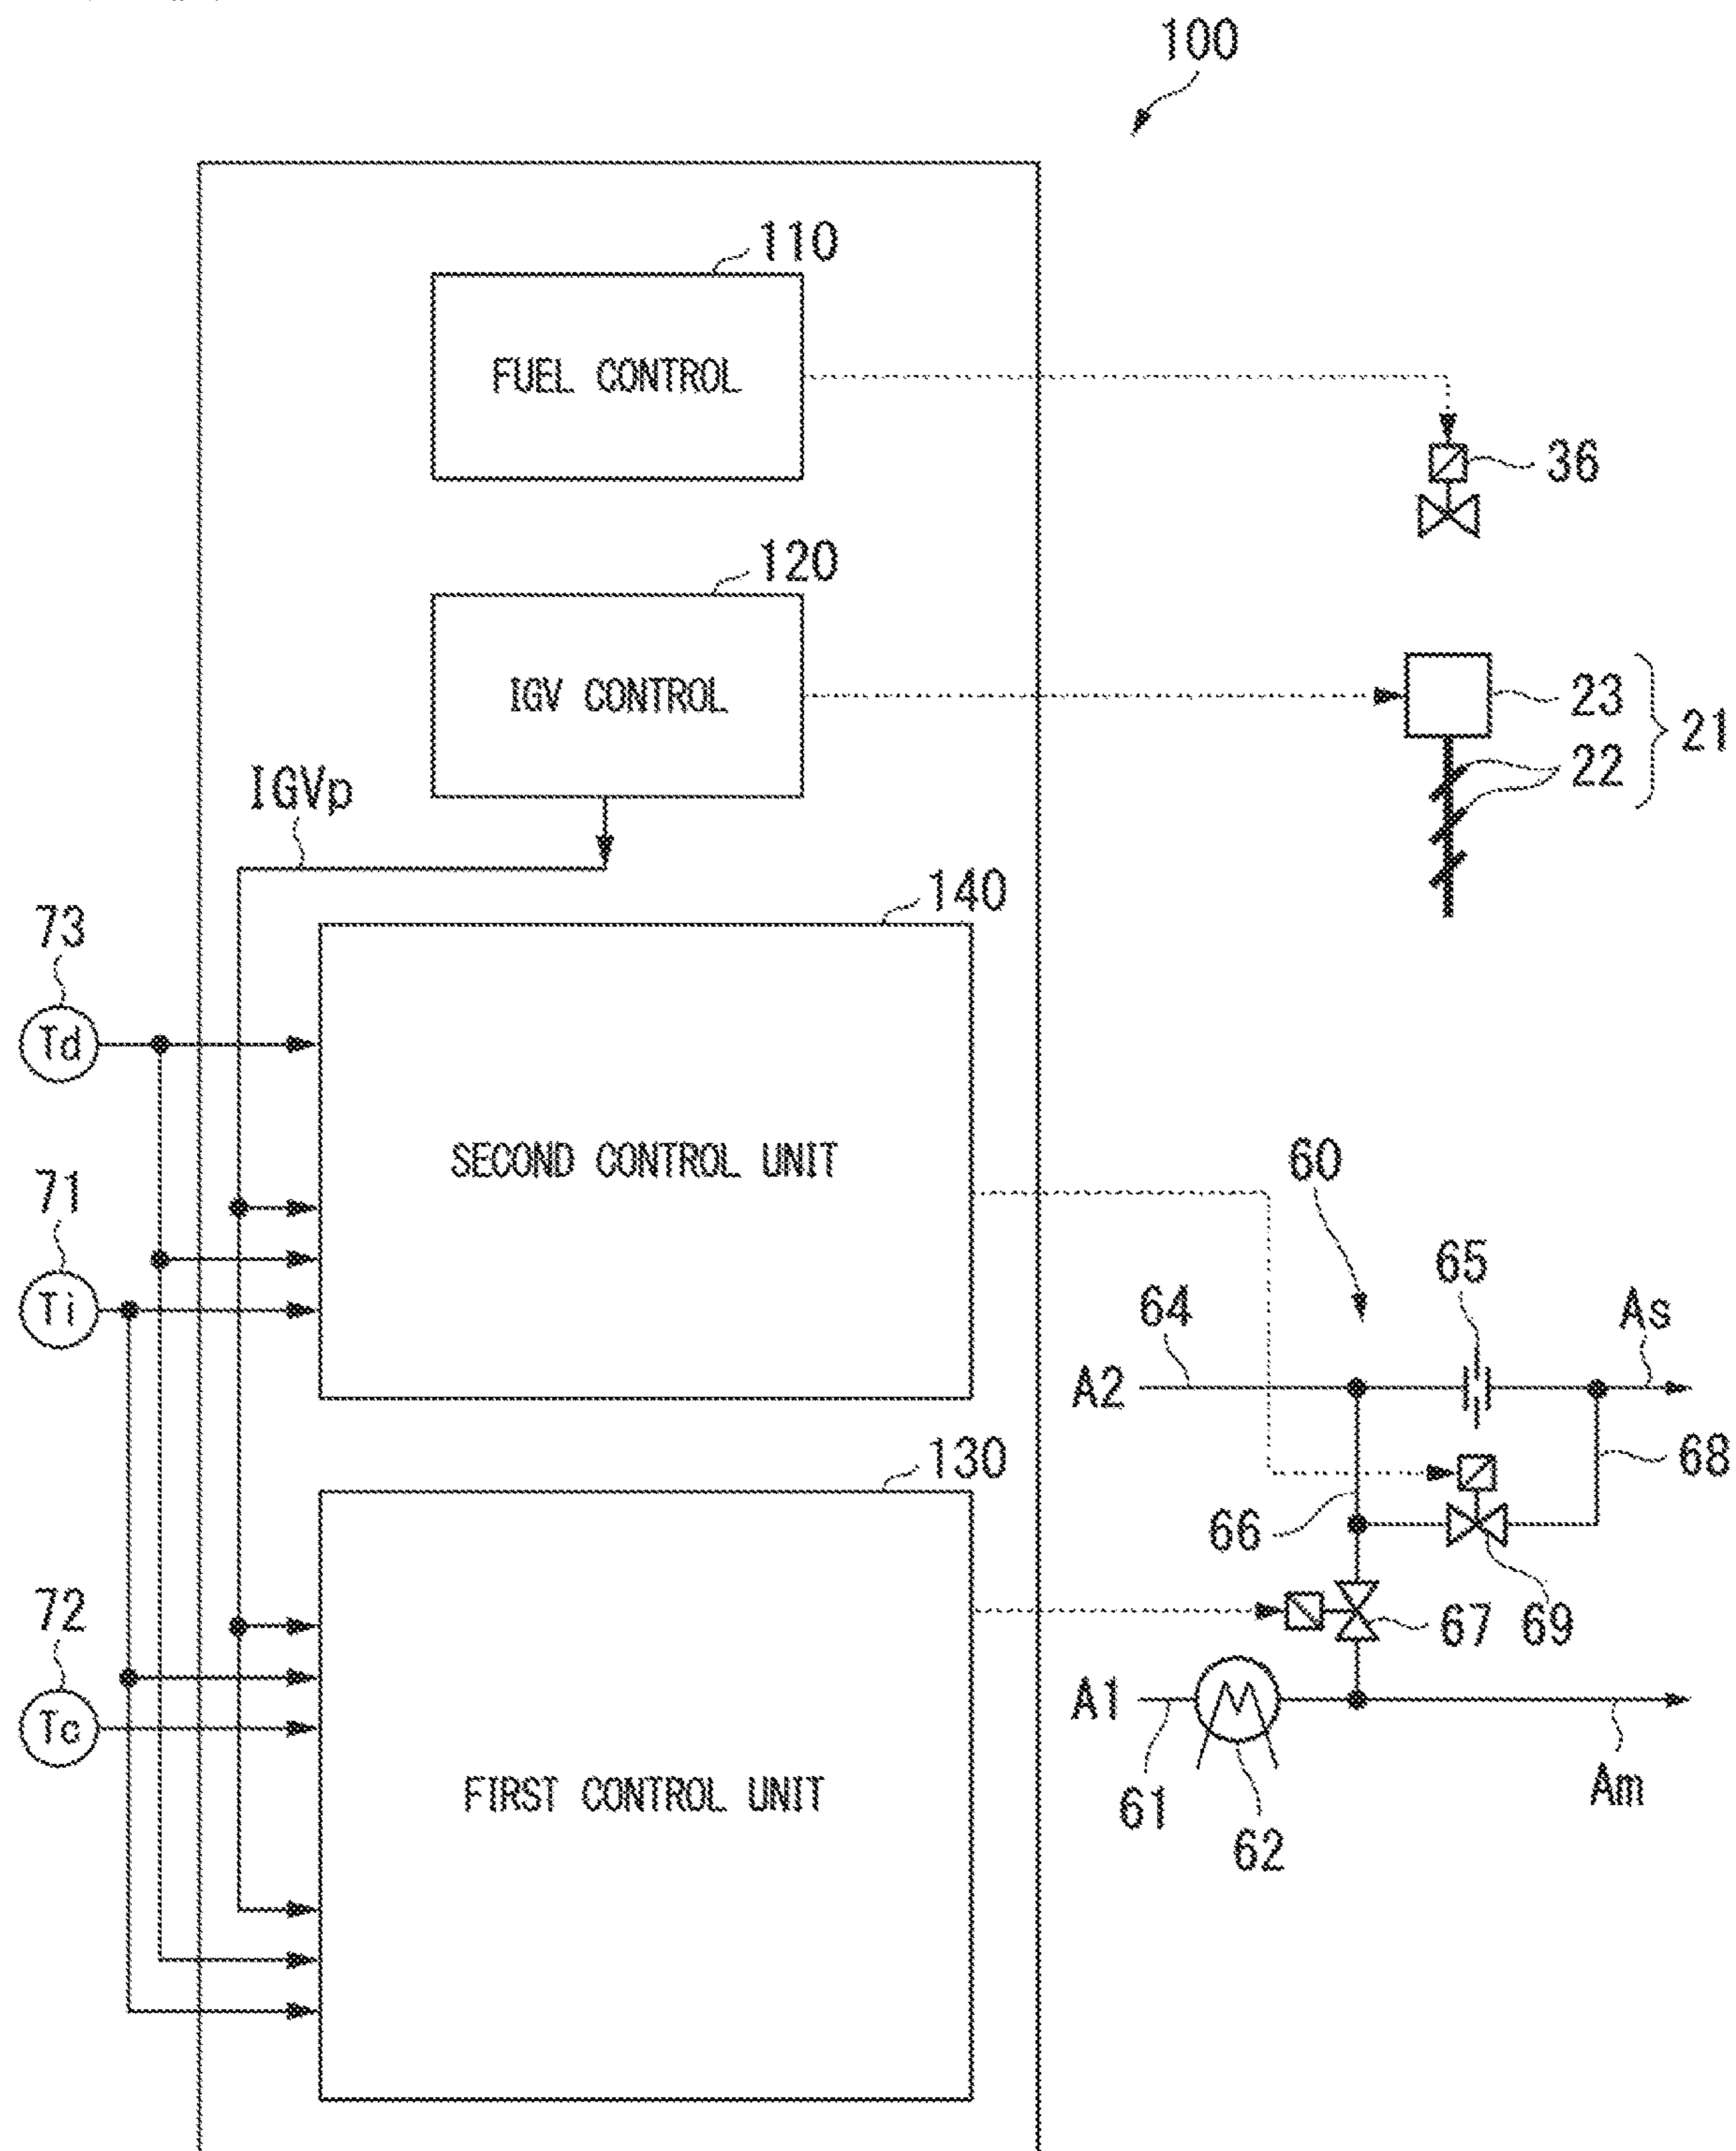 100
110
FUEL CONTROL
36
120
IGV CONTROL
23
22
21
IGVp
140
73
Td
SECOND CONTROL UNIT
71
Ti
60
65
64
As
A2
68
66
69
67
130
72
Tc
FIRST CONTROL UNIT
A1
61
62
Am